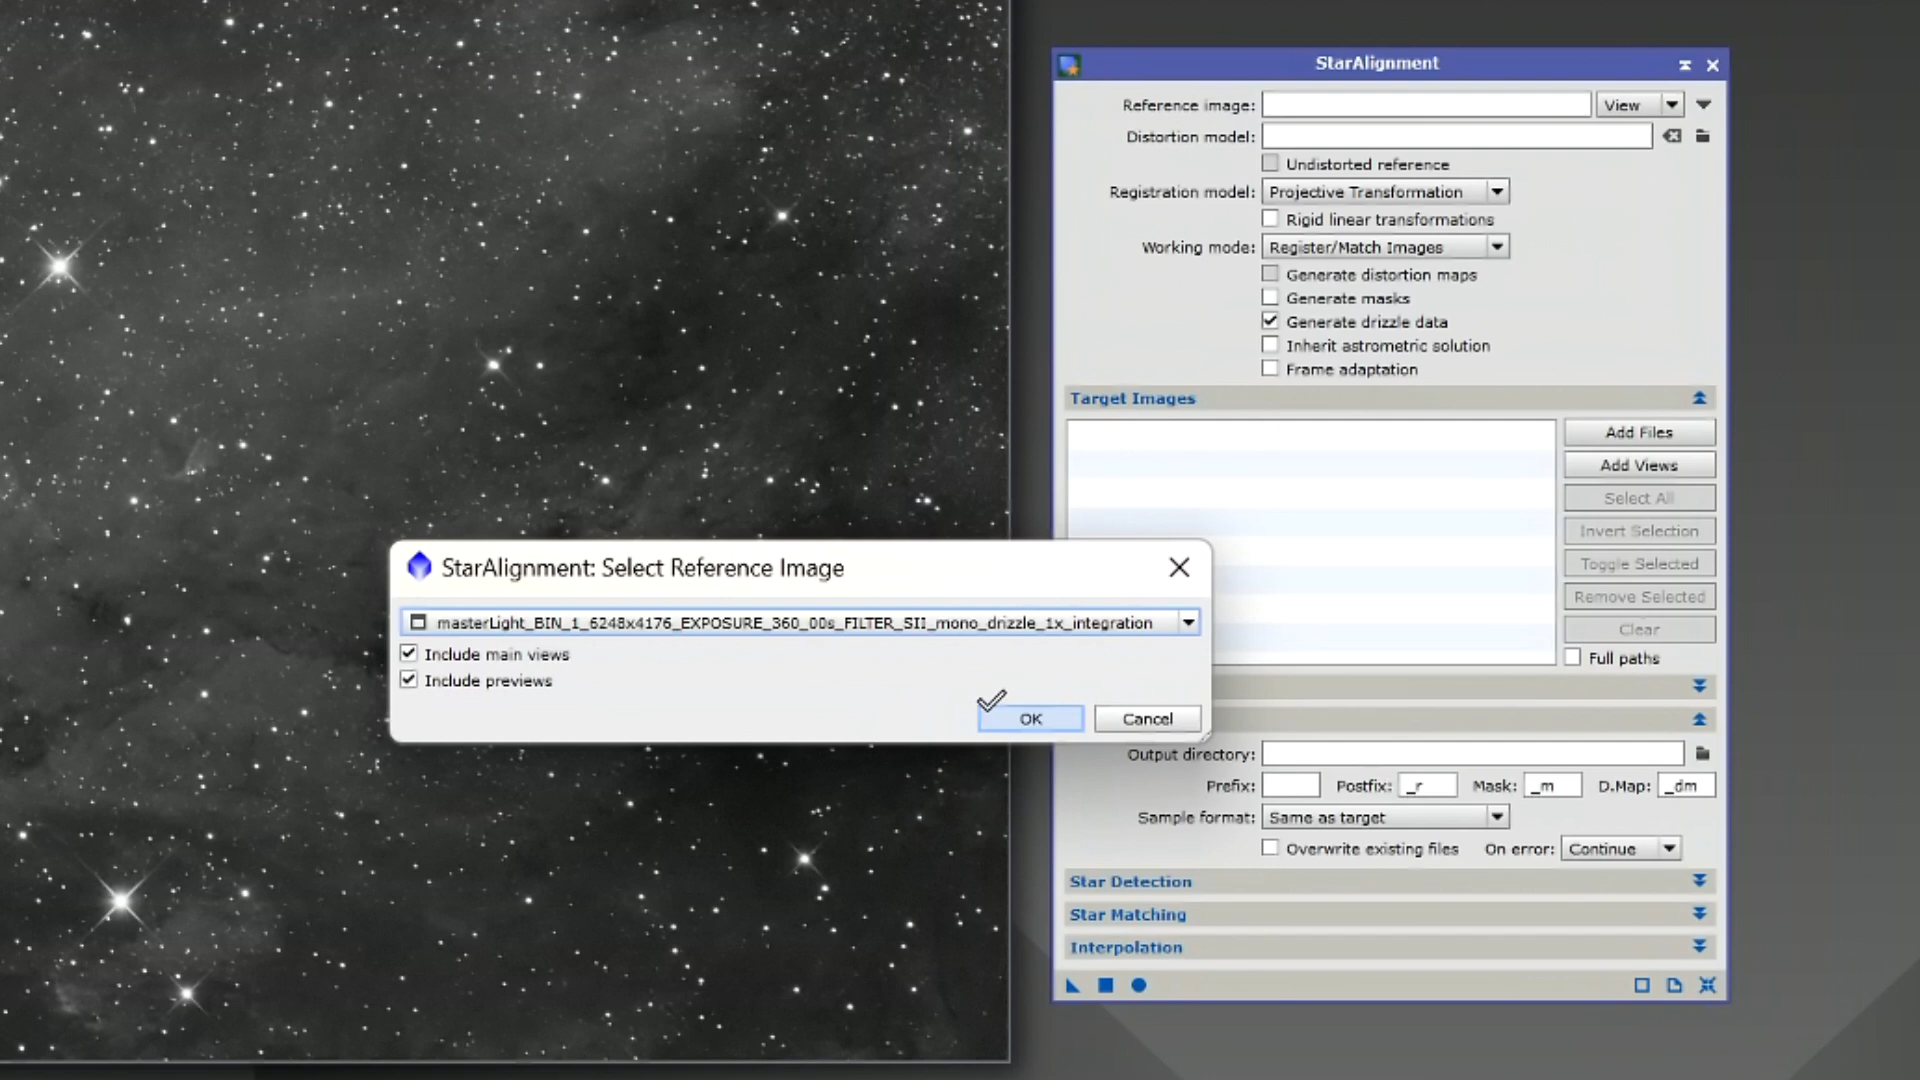 StarAlignment
Reference image: View
Distortion model:
Undistorted reference
Registration model: Projective Transformation
Rigid linear transformations
Working mode: Register/Match Images
Generate distortion maps
Generate masks
Generate drizzle data
Inherit astrometric solution
Frame adaptation
Target Images
Add Files
Add Views
Select All
Invert Selection
Toggle Selected
Remove Selected
Clear
Full paths
StarAlignment: Select Reference Image
masterLight_BIN_1_6248x4176_EXPOSURE_360_00s_FILTER_SII_mono_drizzle_1x_integration
Include main views
Include previews
OK Cancel
Output directory:
Prefix: Postfix: _r Mask: _m D.Map: _dm
Sample format: Same as target
Overwrite existing files On error: Continue
Star Detection
Star Matching
Interpolation